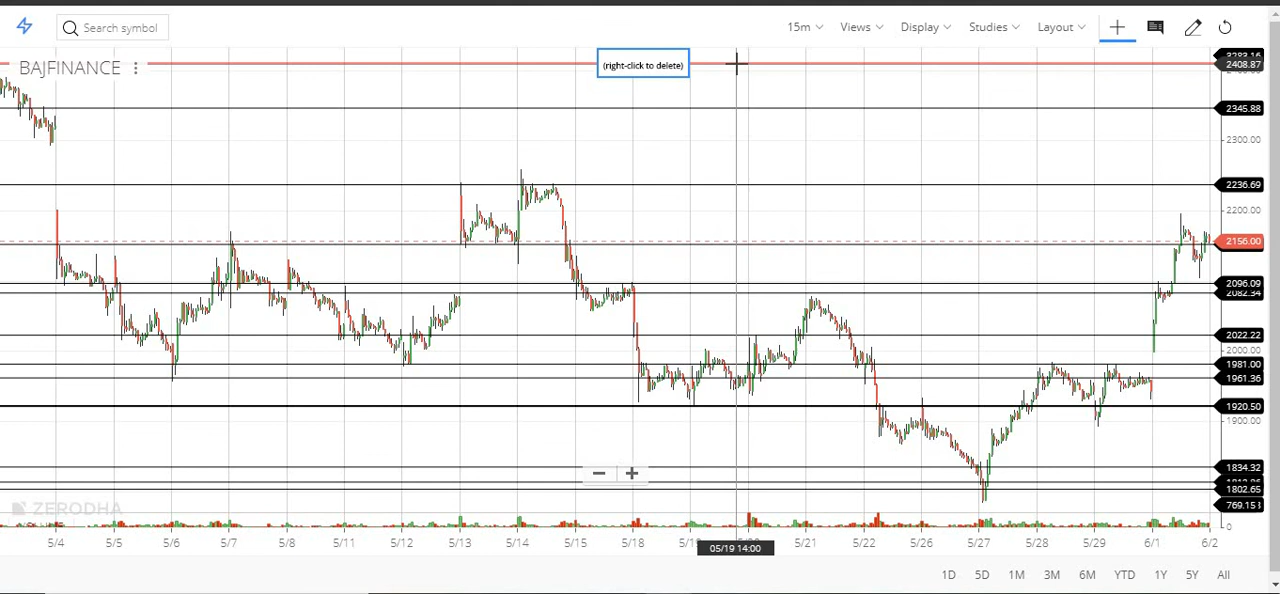 Search symbol
15m Views Display Studies Layout
BAJFINANCE
(right-click to delete)
2408.87
2345.88
2300.00
2236.69
2200.00
2156.00
2096.09
2082.34
2022.22
2000.00
1981.00
1961.36
1920.50
1900.00
1834.32
1802.65
769.15
ZERODHA
0
5/4 5/5 5/6 5/7 5/8 5/11 5/12 5/14 5/15 5/18 5/21 5/22 5/26 5/27 5/28 5/29 6/1 6/2
05/19 14:00
1D 5D 1M 3M 6M YTD 1Y 5Y All